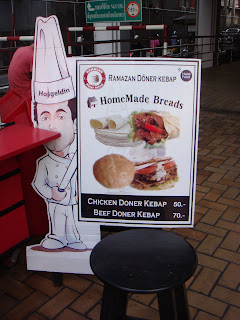 Hoşgeldin
RAMAZAN DÖNER KEBAP
HomeMade Breads
CHICKEN DONER KEBAP 50.-
BEEF DONER KEBAP 70.-